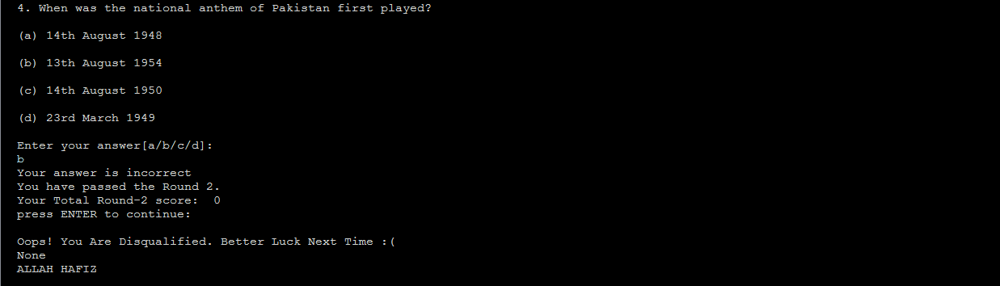 4. When was the national anthem of Pakistan first played?
(a) 14th August 1948
(b) 13th August 1954
(c) 14th August 1950
(d) 23rd March 1949
Enter your answer[a/b/c/d]:
b
Your answer is incorrect
You have passed the Round 2.
Your Total Round-2 score:  0
press ENTER to continue:
Oops! You Are Disqualified. Better Luck Next Time :(
None
ALLAH HAFIZ